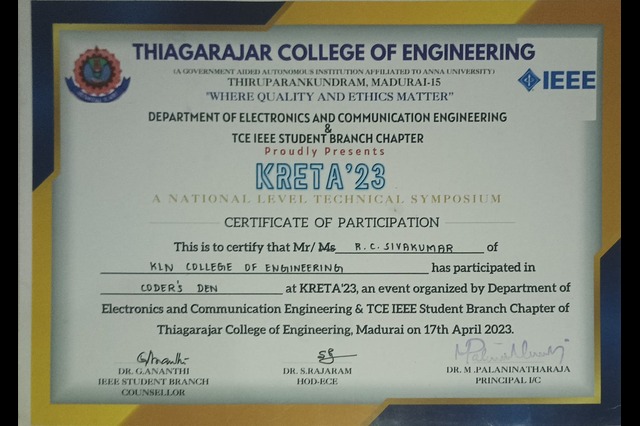 THIAGARAJAR COLLEGE OF ENGINEERING
(A GOVERNMENT AIDED AUTONOMOUS INSTITUTION AFFILIATED TO ANNA UNIVERSITY)
THIRUPARANKUNDRAM, MADURAI-15
"WHERE QUALITY AND ETHICS MATTER"
IEEE
DEPARTMENT OF ELECTRONICS AND COMMUNICATION ENGINEERING
&
TCE IEEE STUDENT BRANCH CHAPTER
Proudly Presents
KRETA'23
A NATIONAL LEVEL TECHNICAL SYMPOSIUM
CERTIFICATE OF PARTICIPATION
This is to certify that Mr/ Ms R.C. SIVAKUMAR of
KLN COLLEGE OF ENGINEERING has participated in
CODER'S DEN at KRETA'23, an event organized by Department of
Electronics and Communication Engineering & TCE IEEE Student Branch Chapter of
Thiagarajar College of Engineering, Madurai on 17th April 2023.
DR. G.ANANTHI
IEEE STUDENT BRANCH
COUNSELLOR
DR. S.RAJARAM
HOD-ECE
DR. M .PALANINATHARAJA
PRINCIPAL I/C